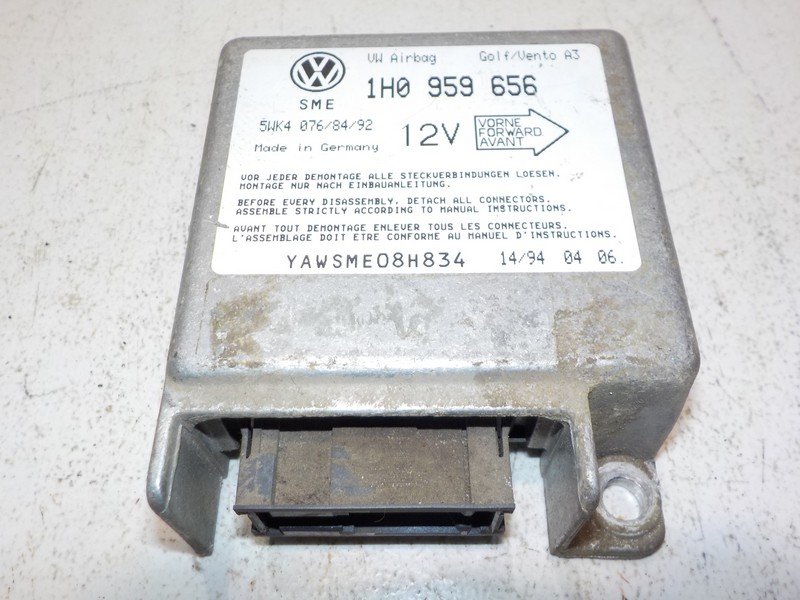 VW Airbag Golf/Vento A3
1H0 959 656
SME
5WK4 076/84/92
12V
VORNE
FORWARD
AVANT
Made in Germany
VOR JEDER DEMONTAGE ALLE STECKVERBINDUNGEN LOESEN.
MONTAGE NUR NACH EINBAUANLEITUNG.
BEFORE EVERY DISASSEMBLY, DETACH ALL CONNECTORS.
ASSEMBLE STRICTLY ACCORDING TO MANUAL INSTRUCTIONS.
AVANT TOUT DEMONTAGE ENLEVER TOUS LES CONNECTEURS.
L'ASSEMBLAGE DOIT ETRE CONFORME AU MANUEL D'INSTRUCTIONS.
YAWSME08H834 14/94 04 06.